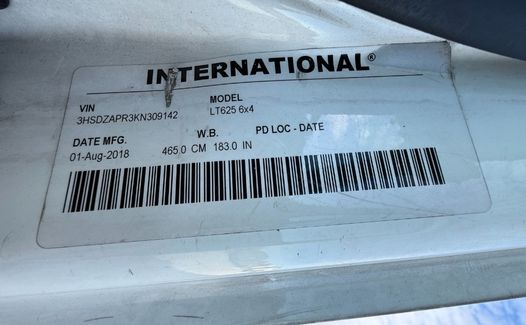 INTERNATIONAL®
VIN MODEL
3HSDZAPR3KN309142 LT625 6x4
DATE MFG. W.B. PD LOC - DATE
01-Aug-2018 465.0 CM 183.0 IN